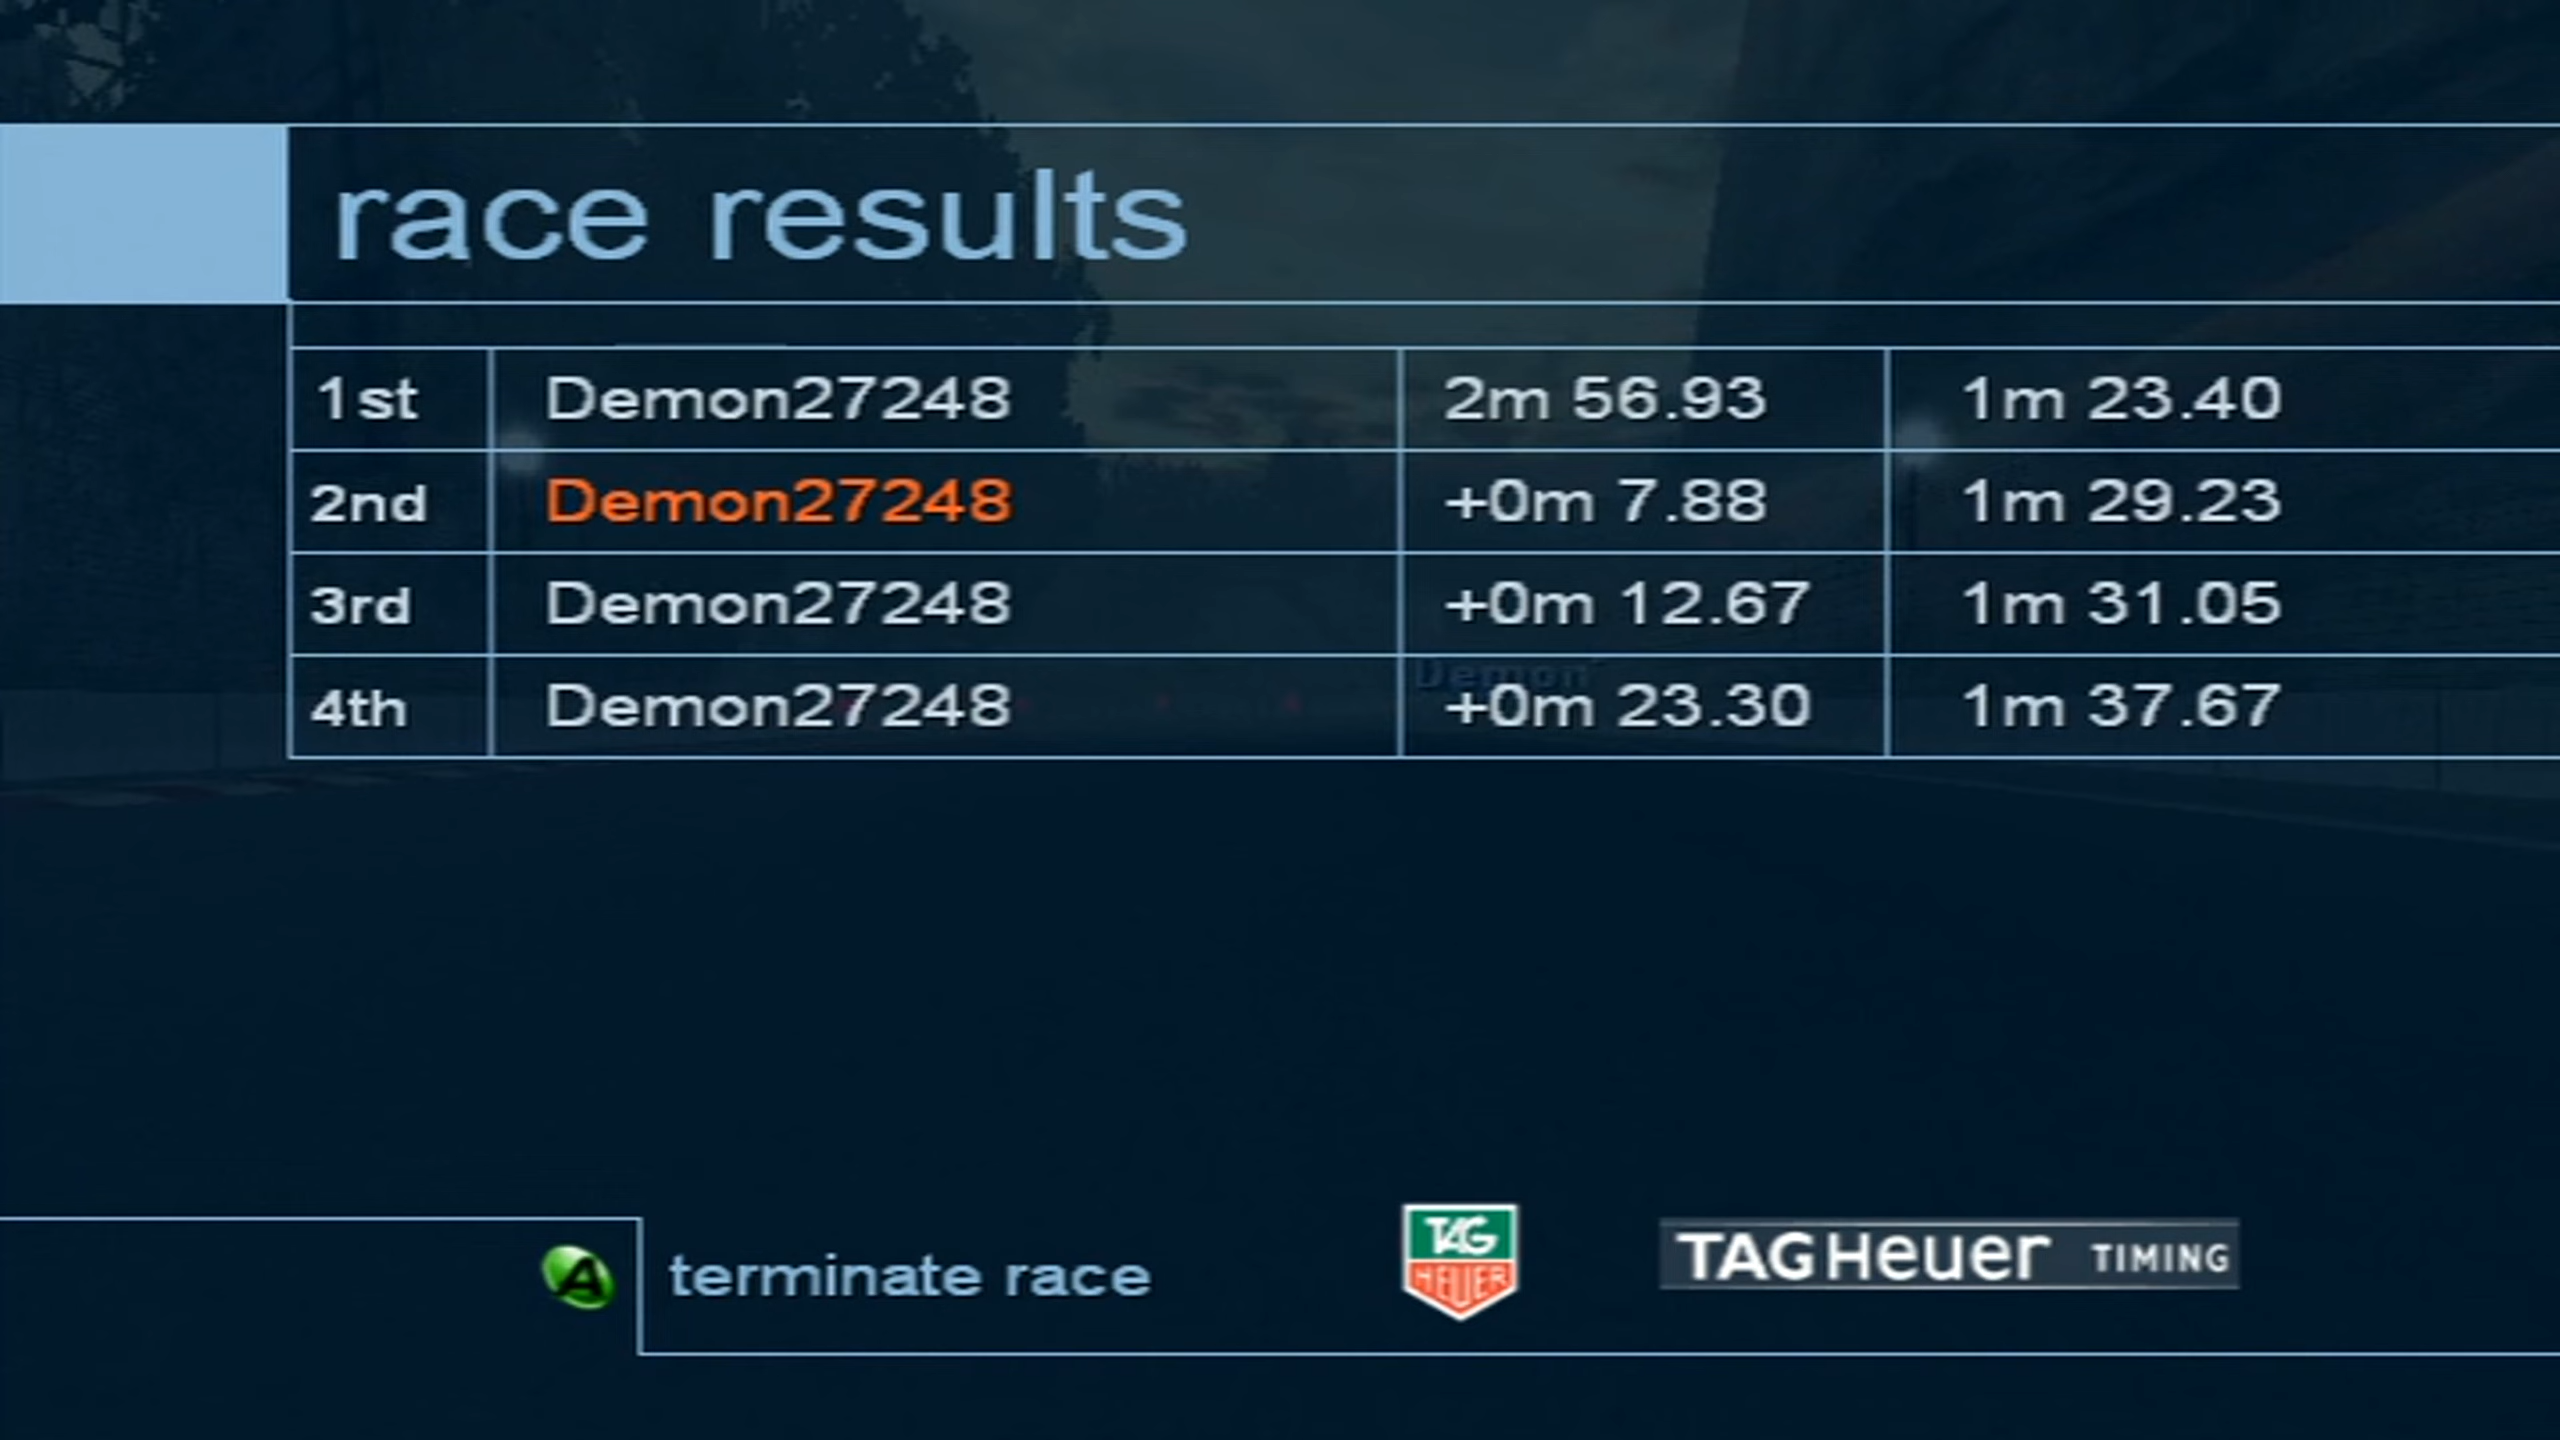 race results
1st Demon27248 2m 56.93 1m 23.40
2nd Demon27248 +0m 7.88 1m 29.23
3rd Demon27248 +0m 12.67 1m 31.05
Demon
4th Demon27248 +0m 23.30 1m 37.67
A terminate race TAG HEUER TAGHeuer TIMING